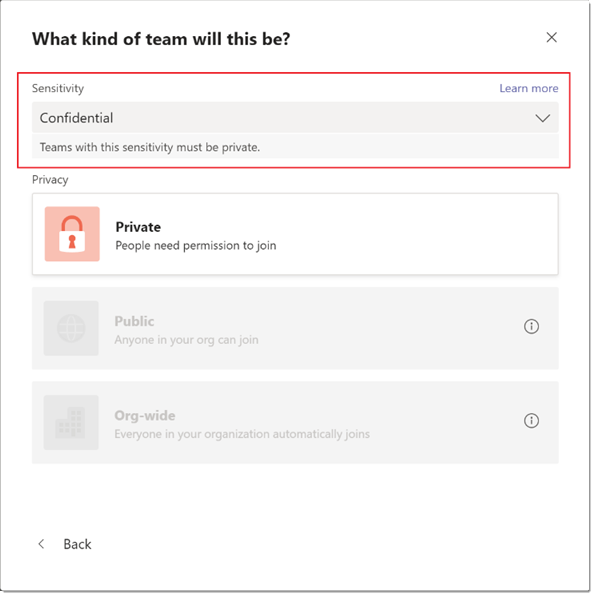 What kind of team will this be?
Sensitivity
Learn more
Confidential
Teams with this sensitivity must be private.
Privacy
Private
People need permission to join
Public
Anyone in your org can join
Org-wide
Everyone in your organization automatically joins
Back